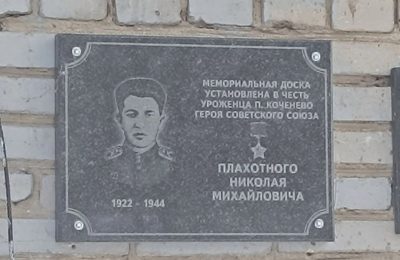 МЕМОРИАЛЬНАЯ ДОСКА
УСТАНОВЛЕНА В ЧЕСТЬ
УРОЖЕНЦА П. КОЧЕНЕВО
ГЕРОЯ СОВЕТСКОГО СОЮЗА
ПЛАХОТНОГО
НИКОЛАЯ
МИХАЙЛОВИЧА
1922 - 1944